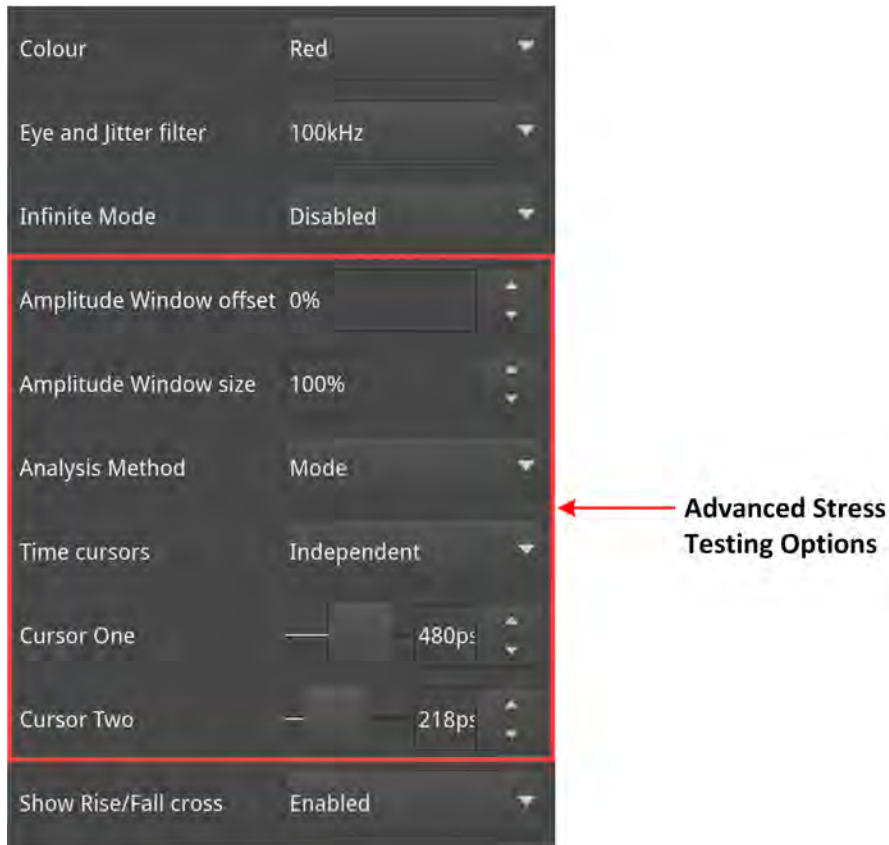 Colour Red
Eye and Jitter filter 100kHz
Infinite Mode Disabled
Amplitude Window offset 0%
Amplitude Window size 100%
Analysis Method Mode
Time cursors Independent
Cursor One 480ps
Cursor Two 218ps
Show Rise/Fall cross Enabled
Advanced Stress
Testing Options